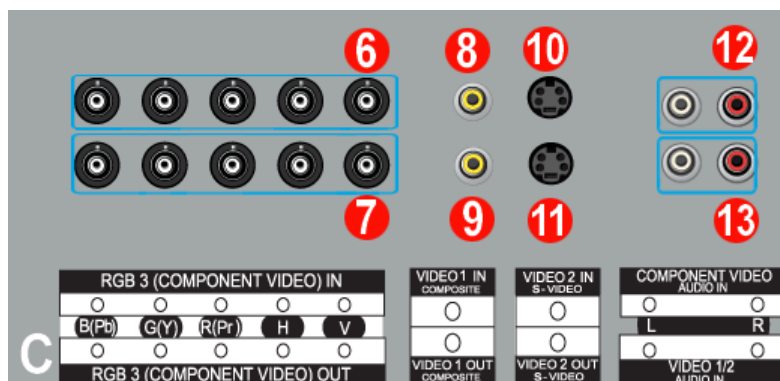 6 8 10 12
7 9 11 13
RGB 3 (COMPONENT VIDEO) IN
B(Pb) G(Y) R(Pr) H V
RGB 3 (COMPONENT VIDEO) OUT
VIDEO 1 IN
COMPOSITE
VIDEO 1 OUT
COMPOSITE
VIDEO 2 IN
S-VIDEO
VIDEO 2 OUT
S-VIDEO
COMPONENT VIDEO
AUDIO IN
L R
VIDEO 1/2
AUDIO IN
C